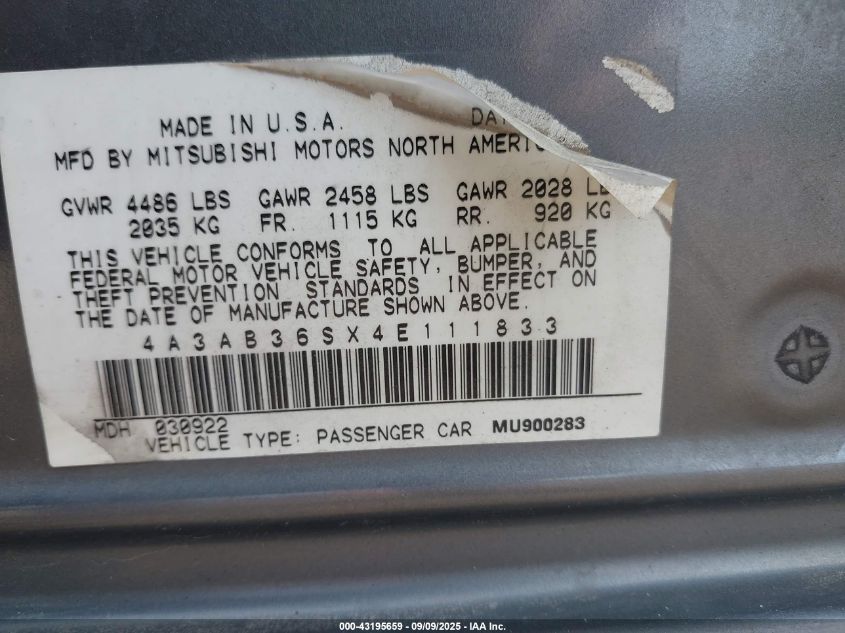 MADE IN U.S.A. DAT
MFD BY MITSUBISHI MOTORS NORTH AMERIC
GVWR 4486 LBS GAWR 2458 LBS GAWR 2028 LB
2035 KG FR. 1115 KG RR. 920 KG
THIS VEHICLE CONFORMS TO ALL APPLICABLE
FEDERAL MOTOR VEHICLE SAFETY, BUMPER, AND
THEFT PREVENTION STANDARDS IN EFFECT ON
THE DATE OF MANUFACTURE SHOWN ABOVE.
4A3AB36SX4E111833
MDH 030922
VEHICLE TYPE: PASSENGER CAR MU900283
000-43195659 - 09/09/2025 - IAA Inc.